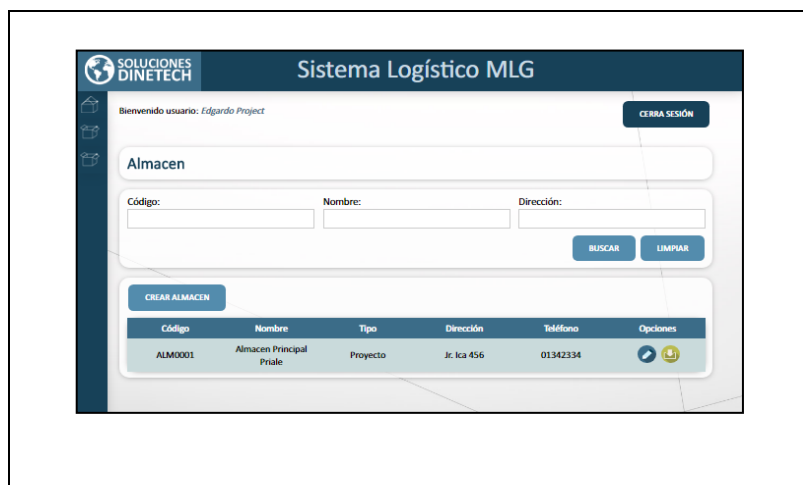 SOLUCIONES
DINETECH
Sistema Logístico MLG
Bienvenido usuario: Edgardo Project
CERRA SESIÓN
Almacen
Código: Nombre: Dirección:
BUSCAR LIMPIAR
CREAR ALMACEN
Código Nombre Tipo Dirección Teléfono Opciones
ALM0001 Almacen Principal Priale Proyecto Jr. Ica 456 01342334